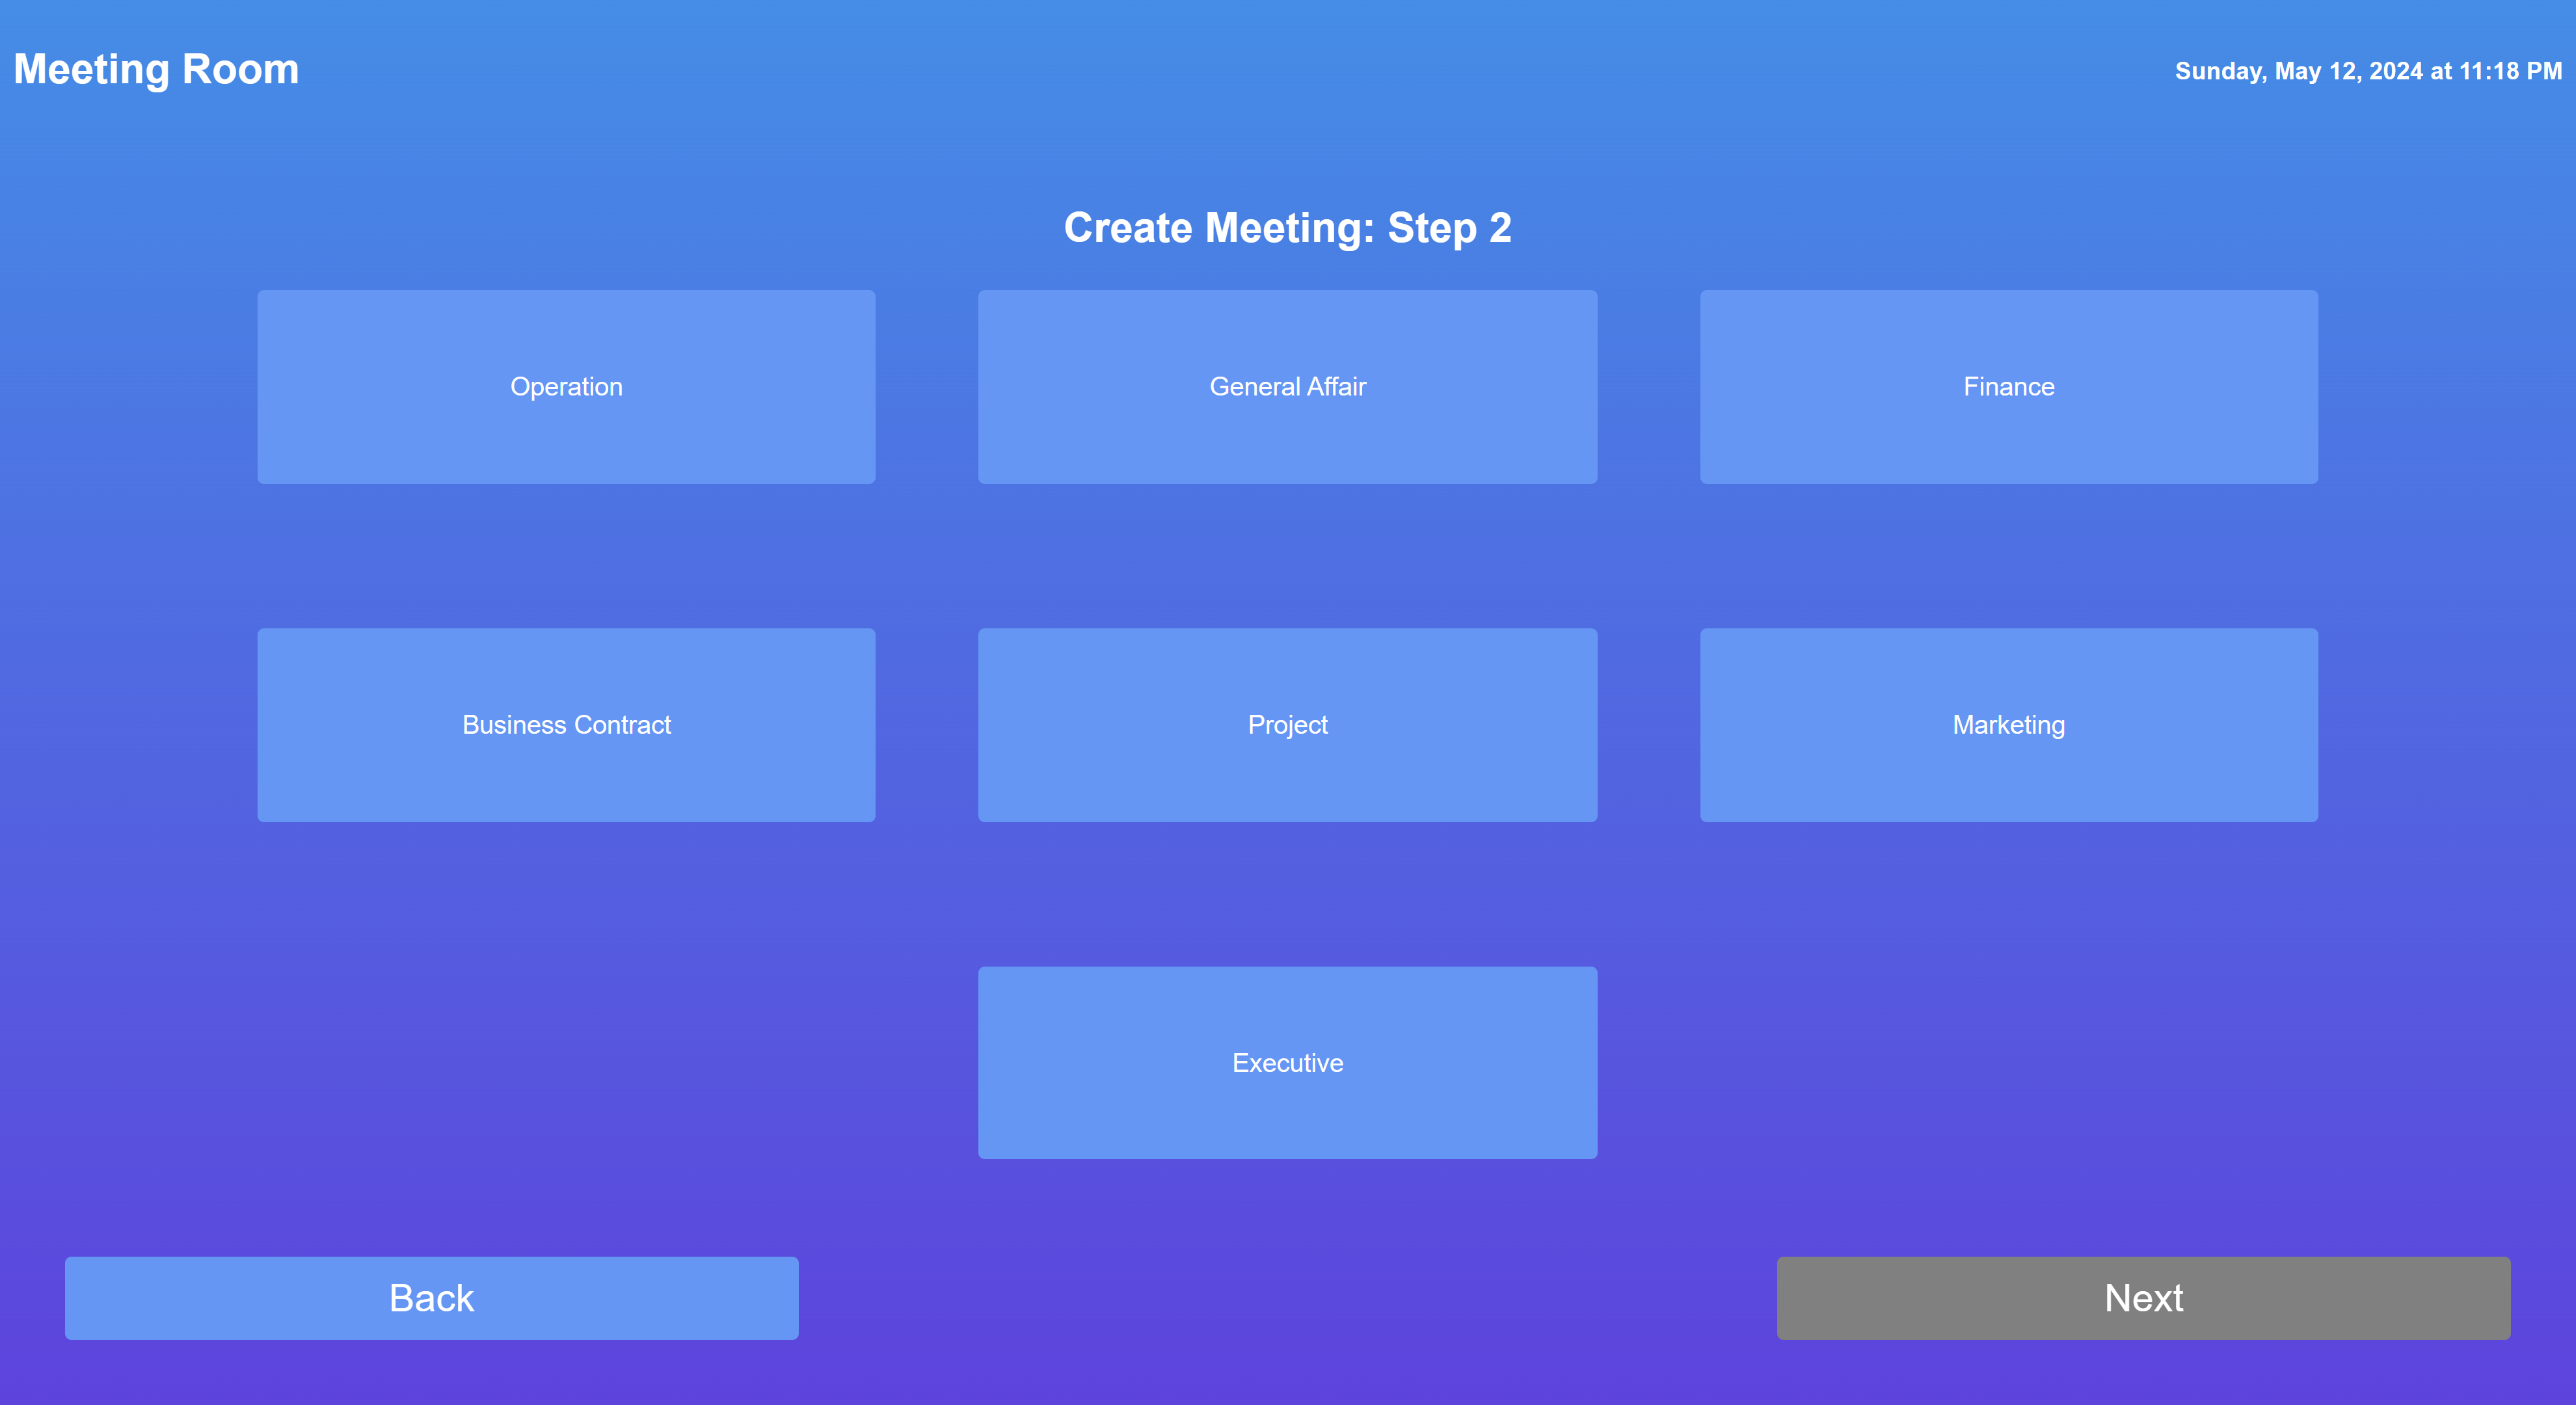 Meeting Room
Sunday, May 12, 2024 at 11:18 PM
Create Meeting: Step 2
Operation
General Affair
Finance
Business Contract
Project
Marketing
Executive
Back
Next